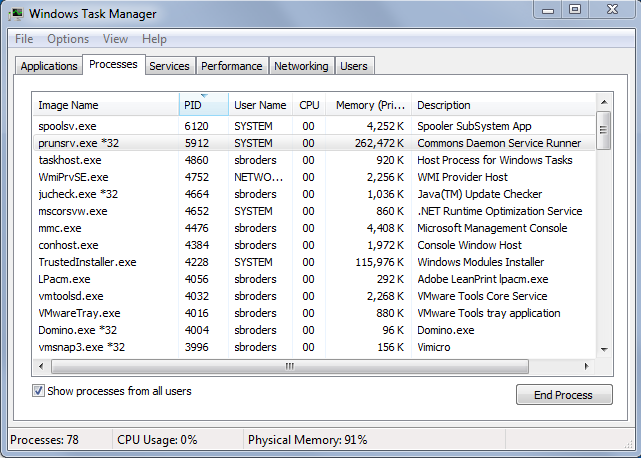 Windows Task Manager
File Options View Help
Applications Processes Services Performance Networking Users
Image Name PID User Name CPU Memory (Pri... Description
spoolsv.exe 6120 SYSTEM 00 4,252 K Spooler SubSystem App
prunsrv.exe *32 5912 SYSTEM 00 262,472 K Commons Daemon Service Runner
taskhost.exe 4860 sbroders 00 920 K Host Process for Windows Tasks
WmiPrvSE.exe 4752 NETWO... 00 2,256 K WMI Provider Host
jucheck.exe *32 4664 sbroders 00 1,036 K Java(TM) Update Checker
mscorsvw.exe 4652 SYSTEM 00 860 K .NET Runtime Optimization Service
mmc.exe 4476 sbroders 00 4,408 K Microsoft Management Console
conhost.exe 4384 sbroders 00 1,972 K Console Window Host
TrustedInstaller.exe 4228 SYSTEM 00 115,976 K Windows Modules Installer
LPacm.exe 4056 sbroders 00 292 K Adobe LeanPrint lpacm.exe
vmtoolsd.exe 4032 sbroders 00 2,268 K VMware Tools Core Service
VMwareTray.exe 4016 sbroders 00 880 K VMware Tools tray application
Domino.exe *32 4004 sbroders 00 96 K Domino.exe
vmsnap3.exe *32 3996 sbroders 00 156 K Vimicro
Show processes from all users
End Process
Processes: 78 CPU Usage: 0% Physical Memory: 91%